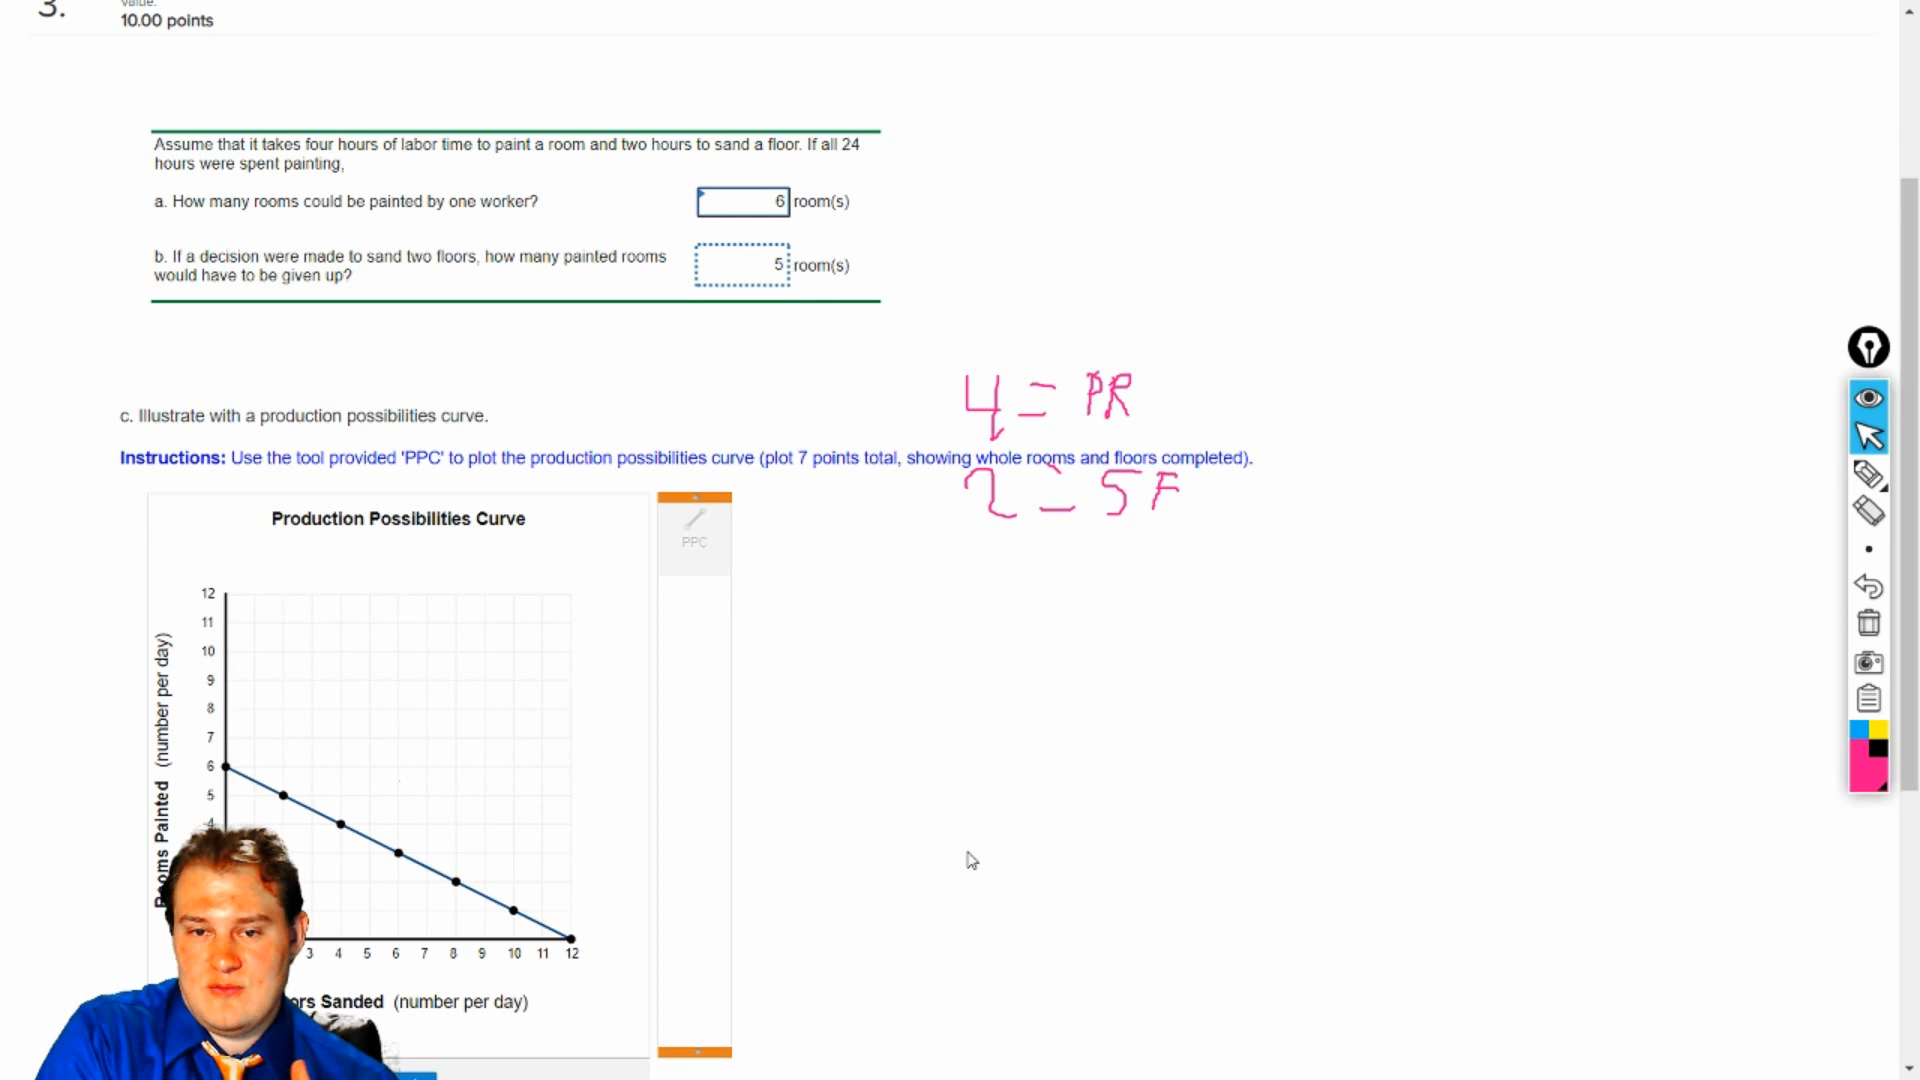 3.
value:
10.00 points
Assume that it takes four hours of labor time to paint a room and two hours to sand a floor. If all 24
hours were spent painting,
a. How many rooms could be painted by one worker?
6 room(s)
b. If a decision were made to sand two floors, how many painted rooms
would have to be given up?
5 room(s)
4 = PR
c. Illustrate with a production possibilities curve.
Instructions: Use the tool provided 'PPC' to plot the production possibilities curve (plot 7 points total, showing whole rooms and floors completed).
2 = SF
Production Possibilities Curve
PPC
12
11
10
9
8
7
6
5
4
Rooms Painted (number per day)
3 4 5 6 7 8 9 10 11 12
Sanded (number per day)